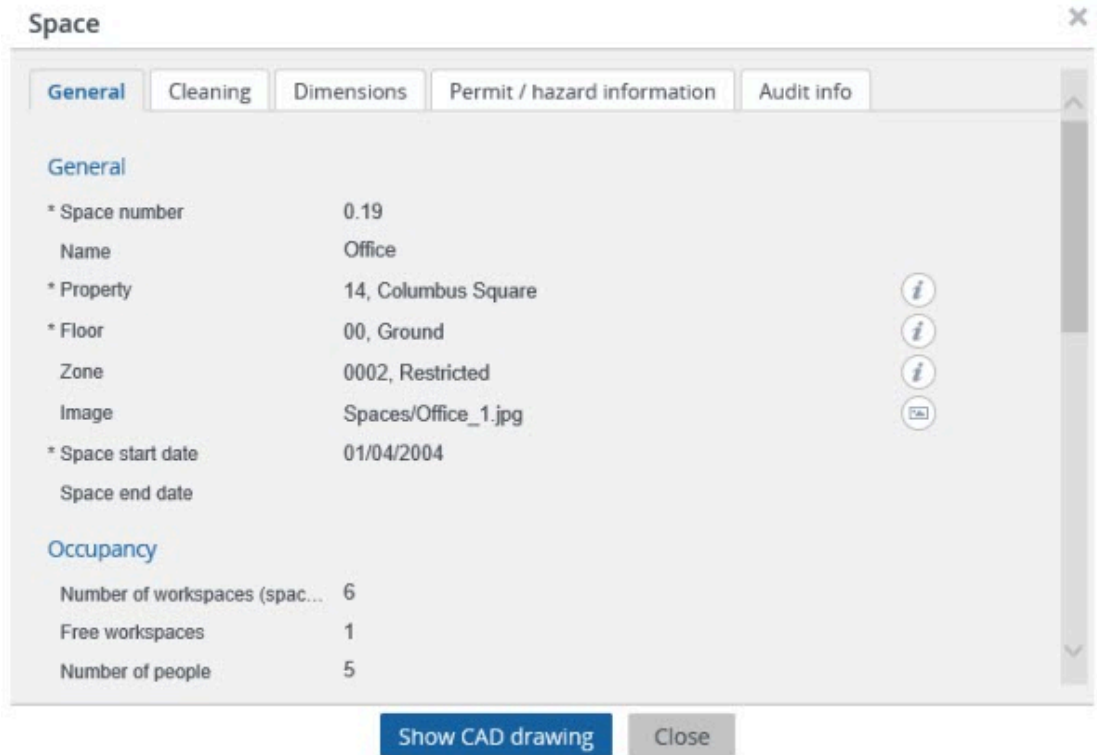 Space
General Cleaning Dimensions Permit / hazard information Audit info
General
* Space number 0.19
Name Office
* Property 14, Columbus Square
* Floor 00, Ground
Zone 0002, Restricted
Image Spaces/Office_1.jpg
* Space start date 01/04/2004
Space end date
Occupancy
Number of workspaces (spac... 6
Free workspaces 1
Number of people 5
Show CAD drawing Close